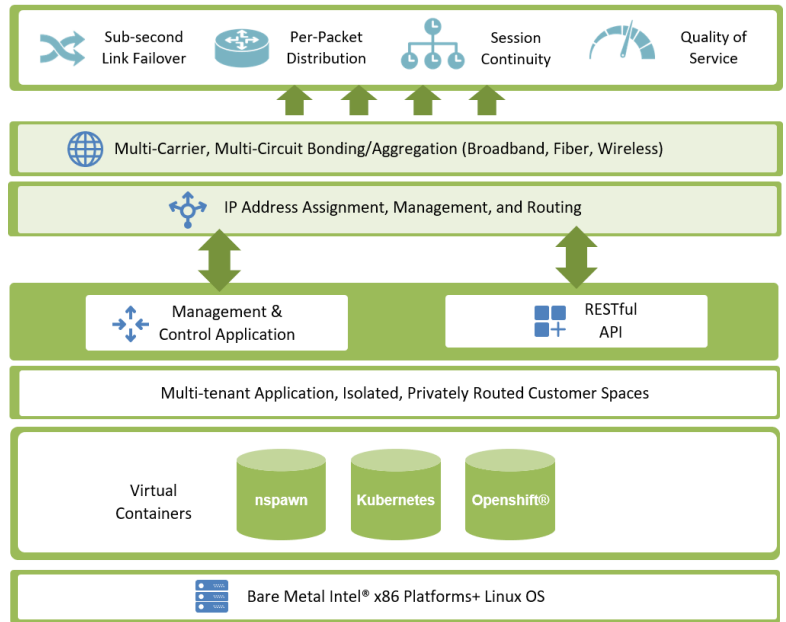 Sub-second
Link Failover
Per-Packet
Distribution
Session
Continuity
Quality of
Service
Multi-Carrier, Multi-Circuit Bonding/Aggregation (Broadband, Fiber, Wireless)
IP Address Assignment, Management, and Routing
Management &
Control Application
RESTful
API
Multi-tenant Application, Isolated, Privately Routed Customer Spaces
Virtual
Containers
nspawn
Kubernetes
Openshift®
Bare Metal Intel® x86 Platforms+ Linux OS